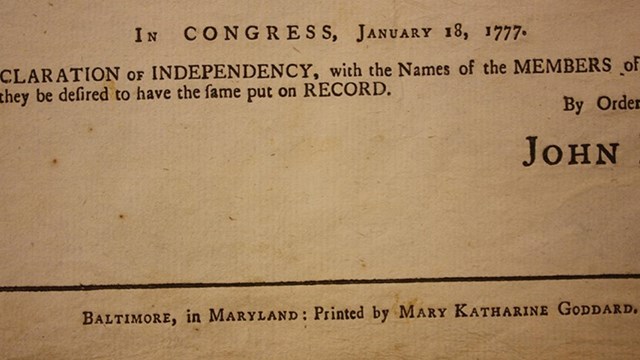 In CONGRESS, January 18, 1777.
CLARATION of INDEPENDENCY, with the Names of the MEMBERS of
they be deſired to have the ſame put on RECORD.
By Order
John
Baltimore, in Maryland: Printed by Mary Katharine Goddard.